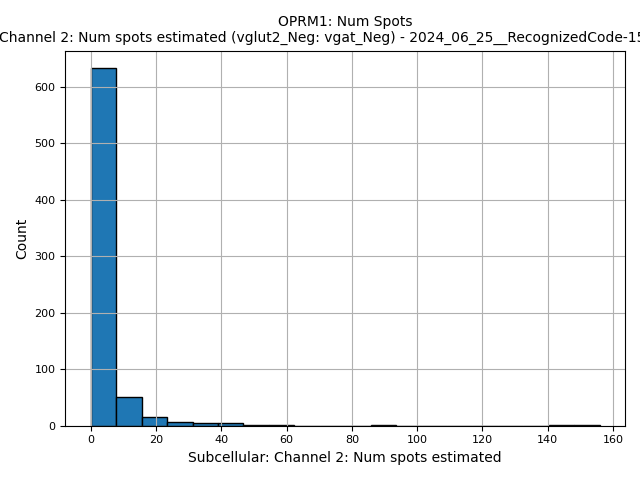 OPRM1: Num Spots
Channel 2: Num spots estimated (vglut2_Neg: vgat_Neg) - 2024_06_25__RecognizedCode-15
600
500
400
300
200
100
0
Count
0 20 40 60 80 100 120 140 160
Subcellular: Channel 2: Num spots estimated